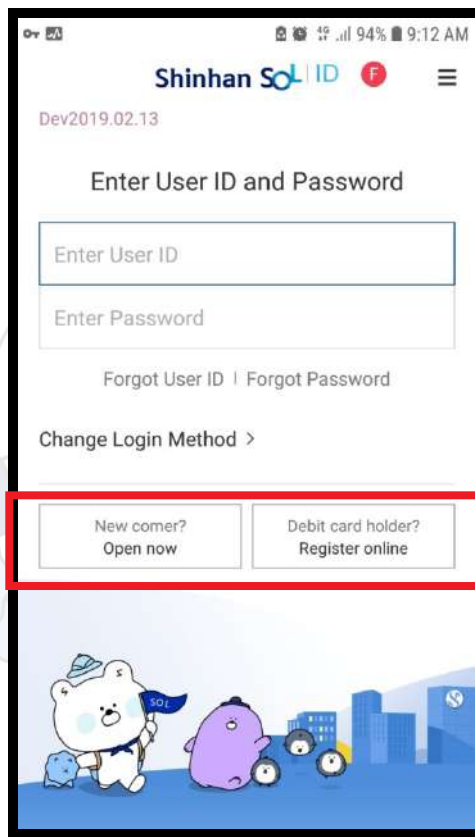 4G .ııl 94% 9:12 AM
Shinhan SOL ID F
Dev2019.02.13
Enter User ID and Password
Enter User ID
Enter Password
Forgot User ID | Forgot Password
Change Login Method >
New comer? Debit card holder?
Open now Register online
SOL
S